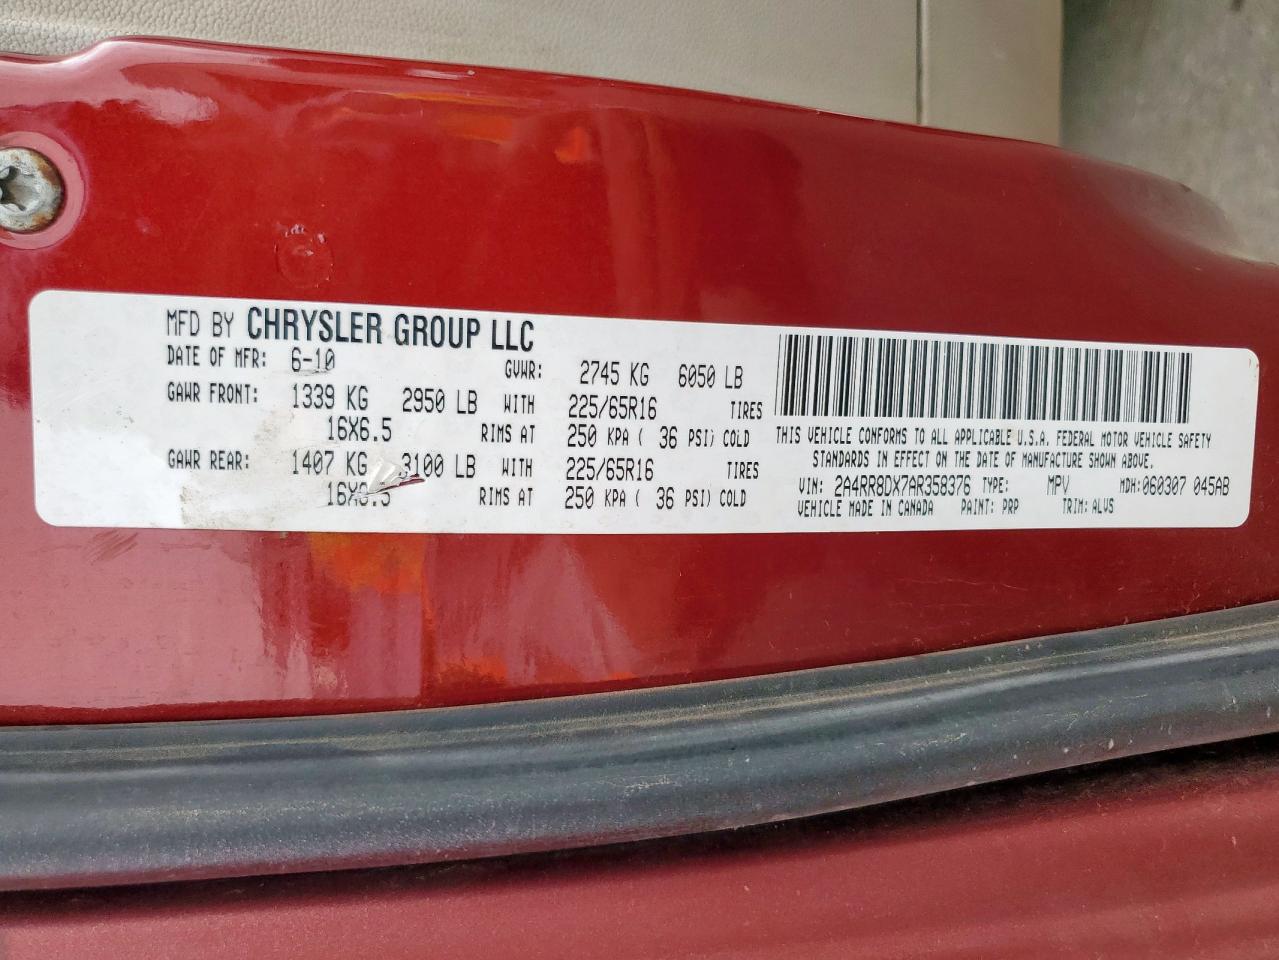 MFD BY CHRYSLER GROUP LLC
DATE OF MFR: 6-10 GVWR: 2745 KG 6050 LB
GAWR FRONT: 1339 KG 2950 LB WITH 225/65R16 TIRES
16X6.5 RIMS AT 250 KPA ( 36 PSI) COLD
GAWR REAR: 1407 KG 3100 LB WITH 225/65R16 TIRES
16X6.5 RIMS AT 250 KPA ( 36 PSI) COLD
THIS VEHICLE CONFORMS TO ALL APPLICABLE U.S.A. FEDERAL MOTOR VEHICLE SAFETY
STANDARDS IN EFFECT ON THE DATE OF MANUFACTURE SHOWN ABOVE.
VIN: 2A4RR8DX7AR358376 TYPE: MPV MDH: 060307 045AB
VEHICLE MADE IN CANADA PAINT: PRP TRIM: ALVS